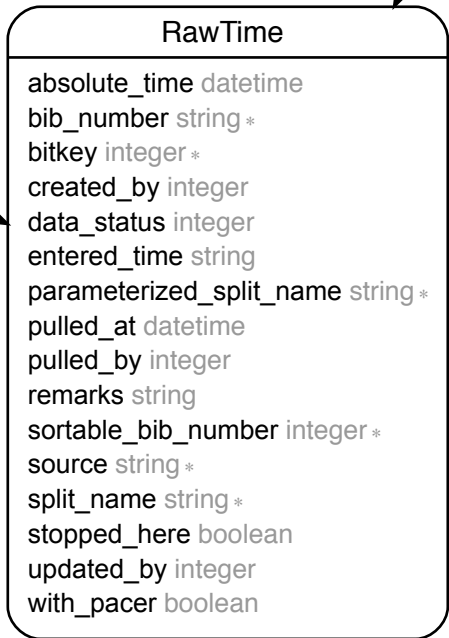 RawTime
absolute_time datetime
bib_number string *
bitkey integer *
created_by integer
data_status integer
entered_time string
parameterized_split_name string *
pulled_at datetime
pulled_by integer
remarks string
sortable_bib_number integer *
source string *
split_name string *
stopped_here boolean
updated_by integer
with_pacer boolean